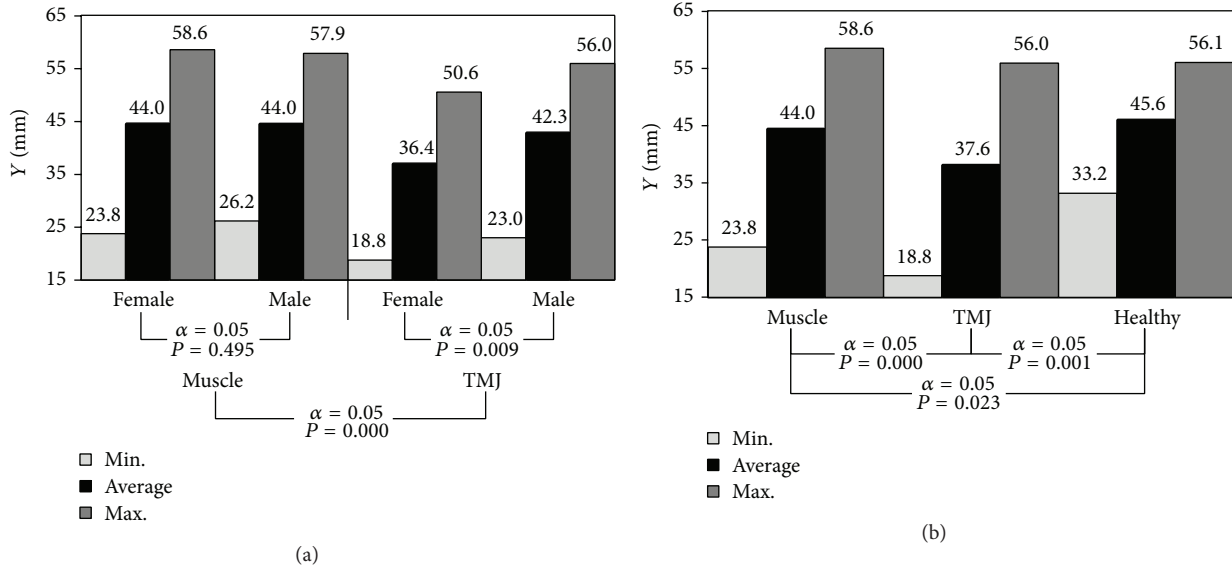 65
55
45
35
25
15
Y (mm)
58.6
57.9
50.6
56.0
44.0
44.0
36.4
42.3
23.8
26.2
18.8
23.0
Female
Male
Female
Male
α = 0.05
P = 0.495
α = 0.05
P = 0.009
Muscle
TMJ
α = 0.05
P = 0.000
Min.
Average
Max.
(a)
65
55
45
35
25
15
Y (mm)
58.6
56.0
56.1
44.0
37.6
45.6
23.8
18.8
33.2
Muscle
TMJ
Healthy
α = 0.05
P = 0.000
α = 0.05
P = 0.001
α = 0.05
P = 0.023
Min.
Average
Max.
(b)